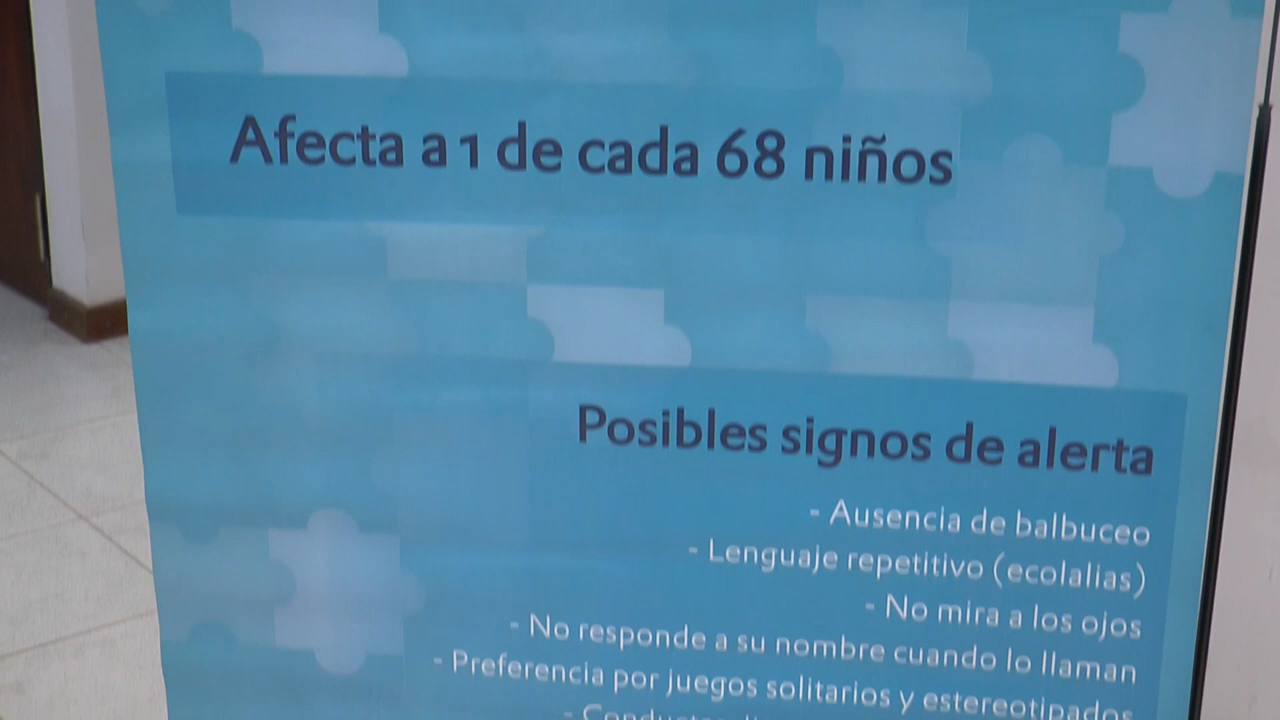 Afecta a 1 de cada 68 niños
Posibles signos de alerta
- Ausencia de balbuceo
- Lenguaje repetitivo (ecolalias)
- No mira a los ojos
- No responde a su nombre cuando lo llaman
- Preferencia por juegos solitarios y estereotipados